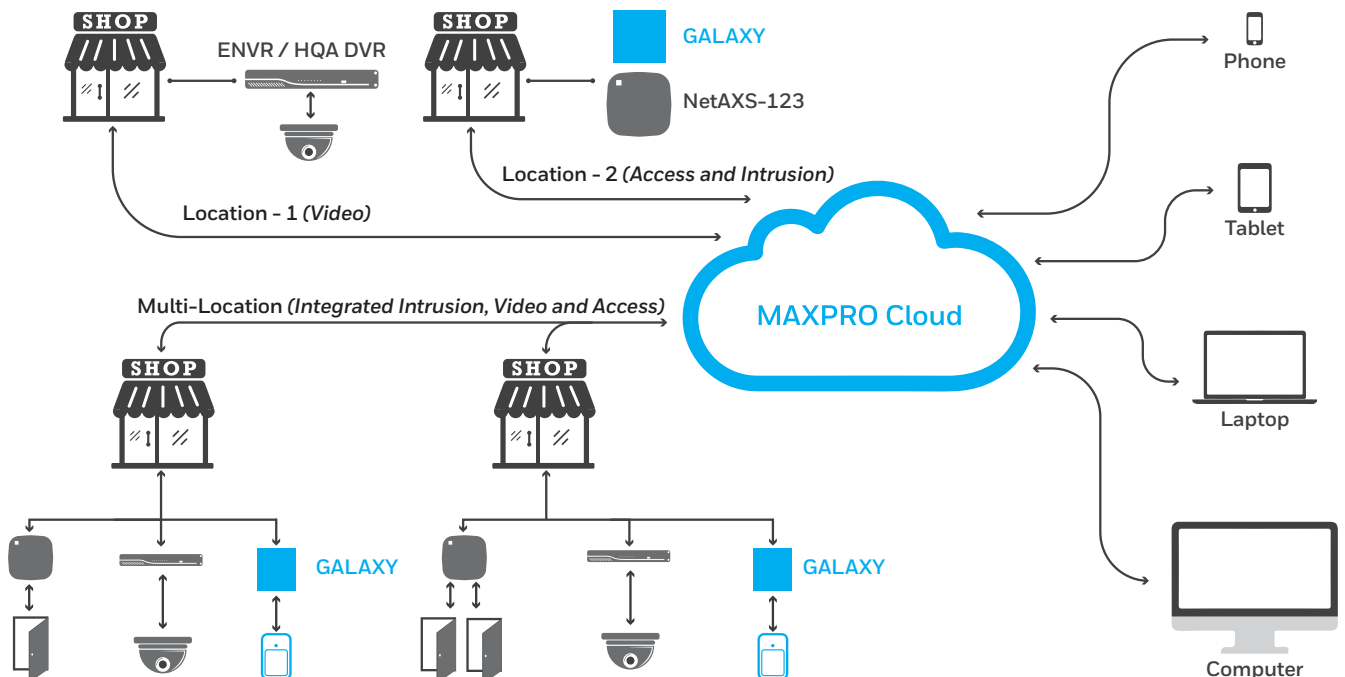 SHOP
SHOP
ENVR / HQA DVR
GALAXY
NetAXS-123
Phone
Location - 2 (Access and Intrusion)
Location - 1 (Video)
Tablet
Multi-Location (Integrated Intrusion, Video and Access)
MAXPRO Cloud
SHOP
SHOP
Laptop
GALAXY
GALAXY
Computer